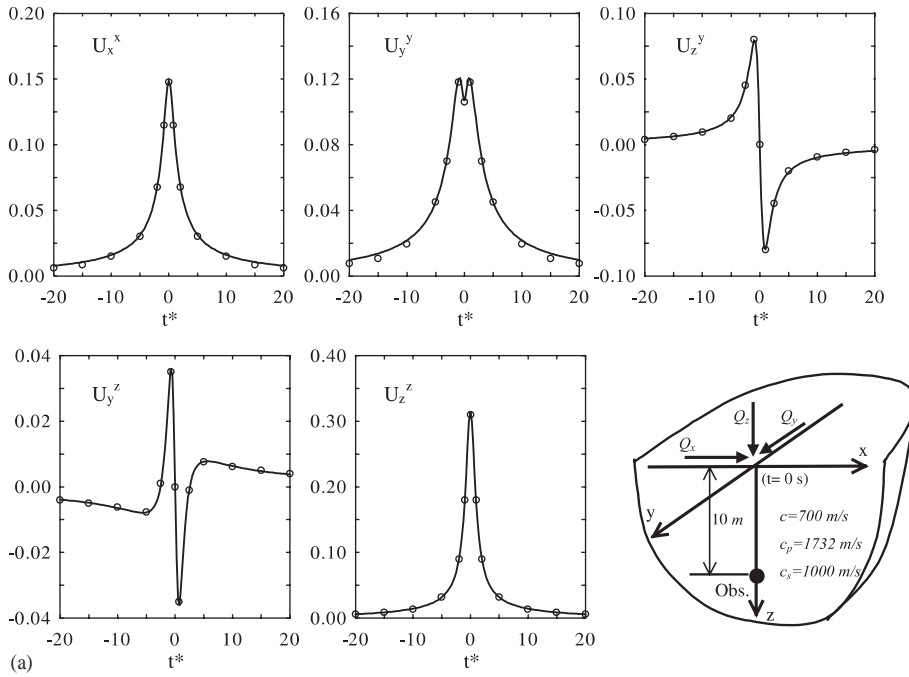 U_x^x
0.20
0.15
0.10
0.05
0.00
-20 -10 0 10 20
t*
U_y^y
0.16
0.12
0.08
0.04
0.00
-20 -10 0 10 20
t*
U_z^y
0.10
0.05
0.00
-0.05
-0.10
-20 -10 0 10 20
t*
U_y^z
0.04
0.02
0.00
-0.02
-0.04
-20 -10 0 10 20
t*
U_z^z
0.40
0.30
0.20
0.10
0.00
-20 -10 0 10 20
t*
Q_z
Q_y
Q_x
x
(t= 0 s)
y
10 m
c=700 m/s
c_p=1732 m/s
c_s=1000 m/s
Obs.
z
(a)